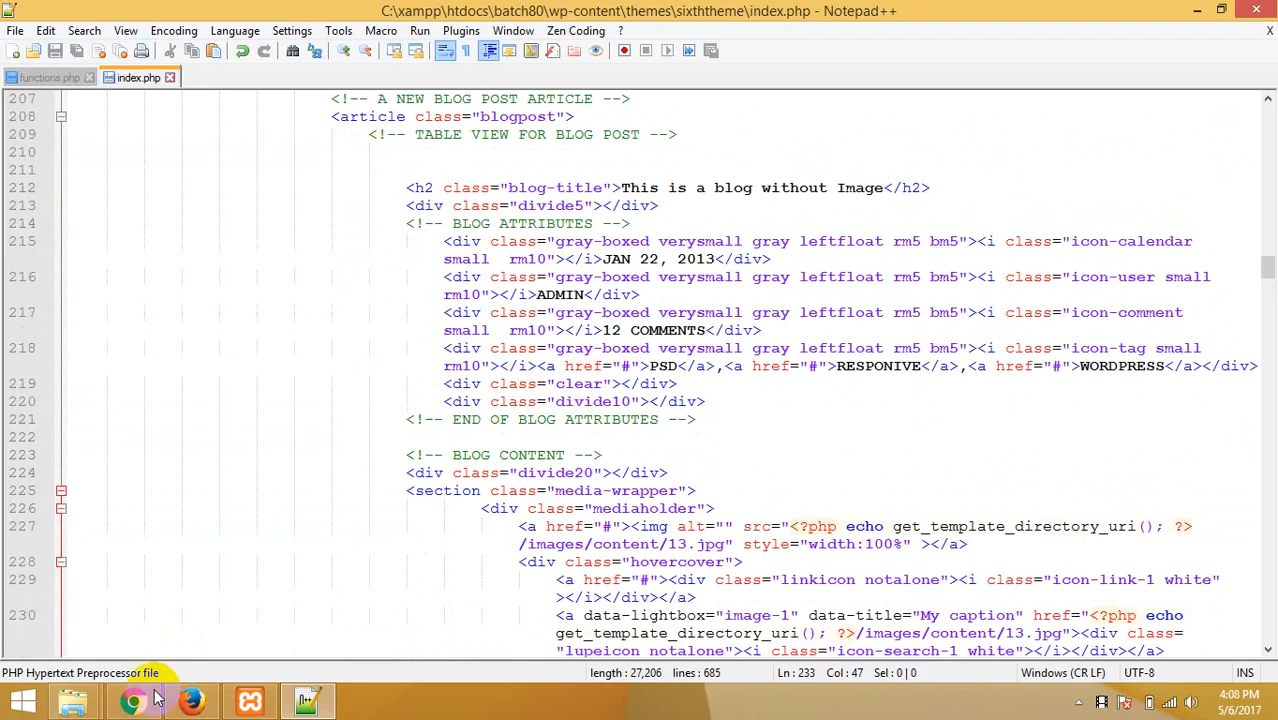 C:\xampp\htdocs\batch80\wp-content\themes\sixththeme\index.php - Notepad++
File Edit Search View Encoding Language Settings Tools Macro Run Plugins Window Zen Coding ? X
functions.php index.php
207 <!-- A NEW BLOG POST ARTICLE -->
208 <article class="blogpost">
209 <!-- TABLE VIEW FOR BLOG POST -->
210
211
212 <h2 class="blog-title">This is a blog without Image</h2>
213 <div class="divide5"></div>
214 <!-- BLOG ATTRIBUTES -->
215 <div class="gray-boxed verysmall gray leftfloat rm5 bm5"><i class="icon-calendar
small  rm10"></i>JAN 22, 2013</div>
216 <div class="gray-boxed verysmall gray leftfloat rm5 bm5"><i class="icon-user small
rm10"></i>ADMIN</div>
217 <div class="gray-boxed verysmall gray leftfloat rm5 bm5"><i class="icon-comment
small  rm10"></i>12 COMMENTS</div>
218 <div class="gray-boxed verysmall gray leftfloat rm5 bm5"><i class="icon-tag small
rm10"></i><a href="#">PSD</a>,<a href="#">RESPONIVE</a>,<a href="#">WORDPRESS</a></div>
219 <div class="clear"></div>
220 <div class="divide10"></div>
221 <!-- END OF BLOG ATTRIBUTES -->
222
223 <!-- BLOG CONTENT -->
224 <div class="divide20"></div>
225 <section class="media-wrapper">
226 <div class="mediaholder">
227 <a href="#"><img alt="" src="<?php echo get_template_directory_uri(); ?>
/images/content/13.jpg" style="width:100%" ></a>
228 <div class="hovercover">
229 <a href="#"><div class="linkicon notalone"><i class="icon-link-1 white"
></i></div></a>
230 <a data-lightbox="image-1" data-title="My caption" href="<?php echo
get_template_directory_uri(); ?>/images/content/13.jpg"><div class=
"lupeicon notalone"><i class="icon-search-1 white"></i></div></a>
PHP Hypertext Preprocessor file length : 27,206 lines : 685 Ln : 233 Col : 47 Sel : 0 | 0 Windows (CR LF) UTF-8 INS
4:08 PM
5/6/2017